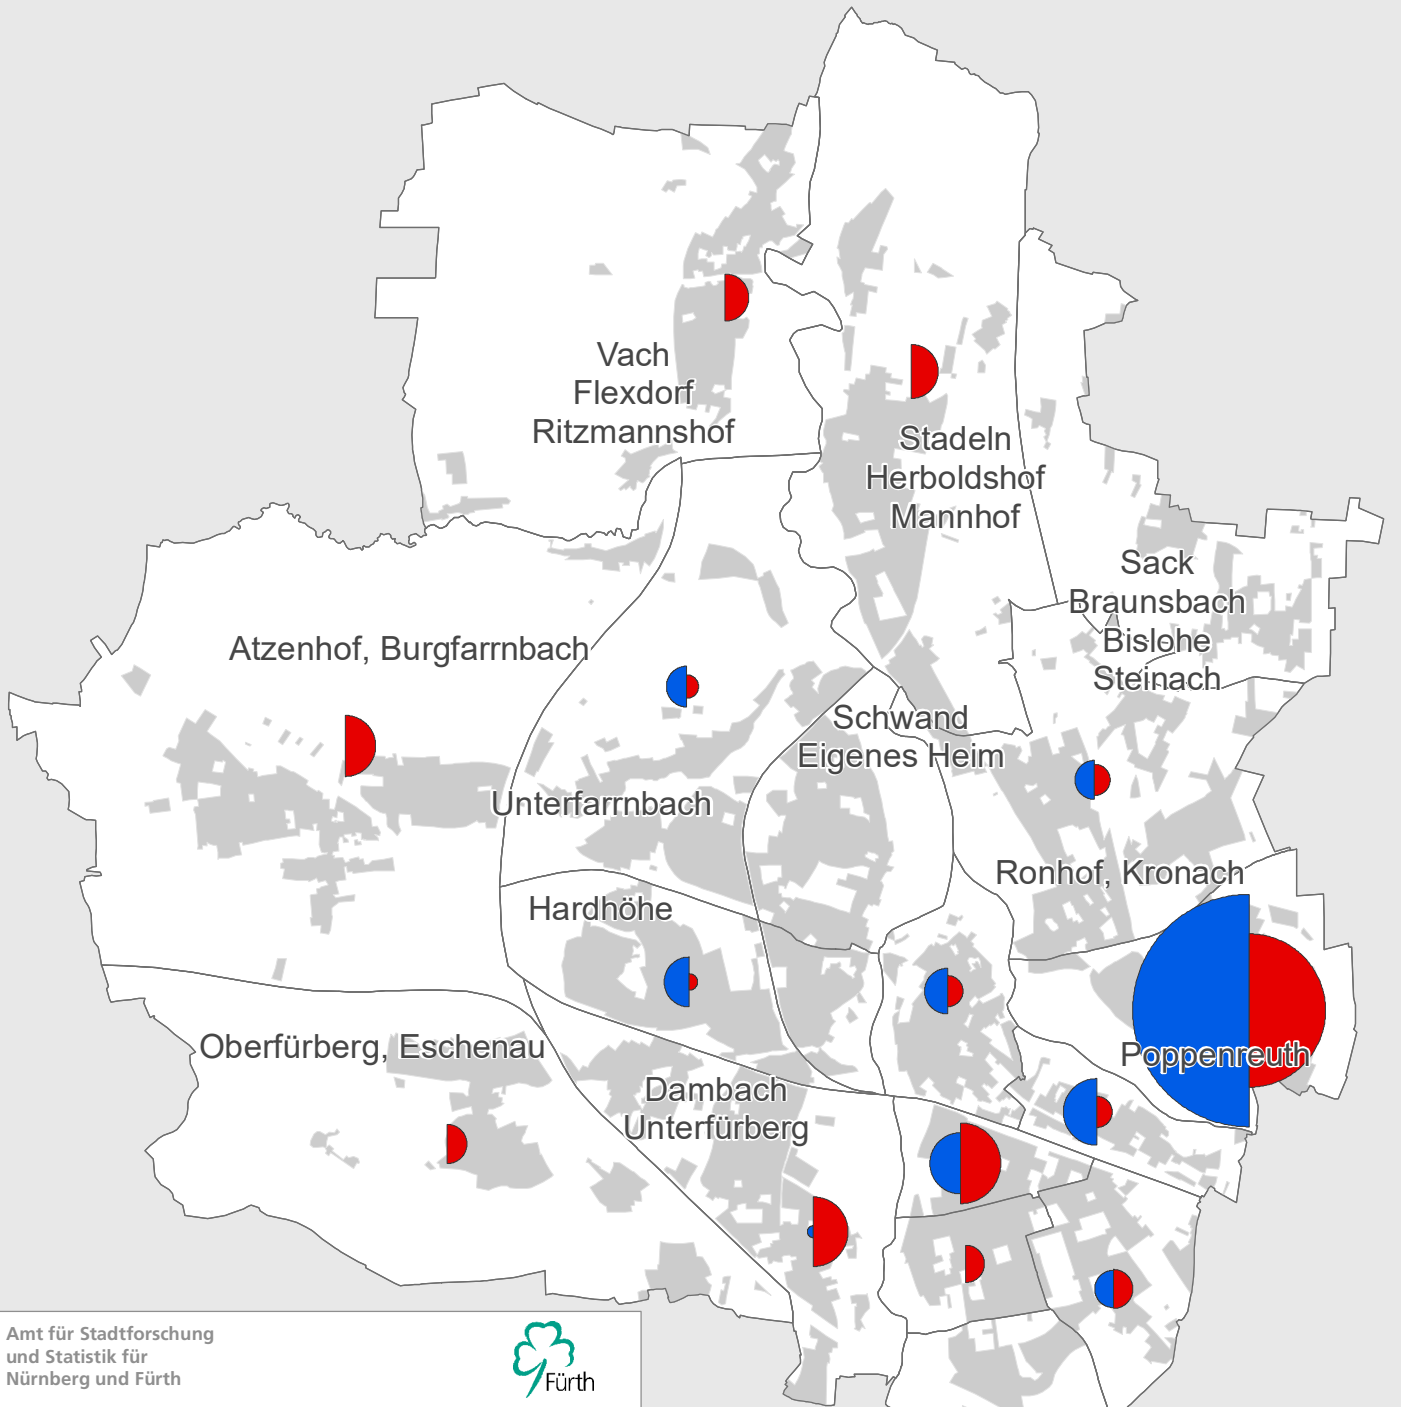 Vach
Flexdorf
Ritzmannshof
Stadeln
Herboldshof
Mannhof
Sack
Braunsbach
Bislohe
Steinach
Atzenhof, Burgfarrnbach
Schwand
Eigenes Heim
Unterfarrnbach
Ronhof, Kronach
Hardhöhe
Oberfürberg, Eschenau
Poppenreuth
Dambach
Unterfürberg
Amt für Stadtforschung
und Statistik für
Nürnberg und Fürth
Fürth